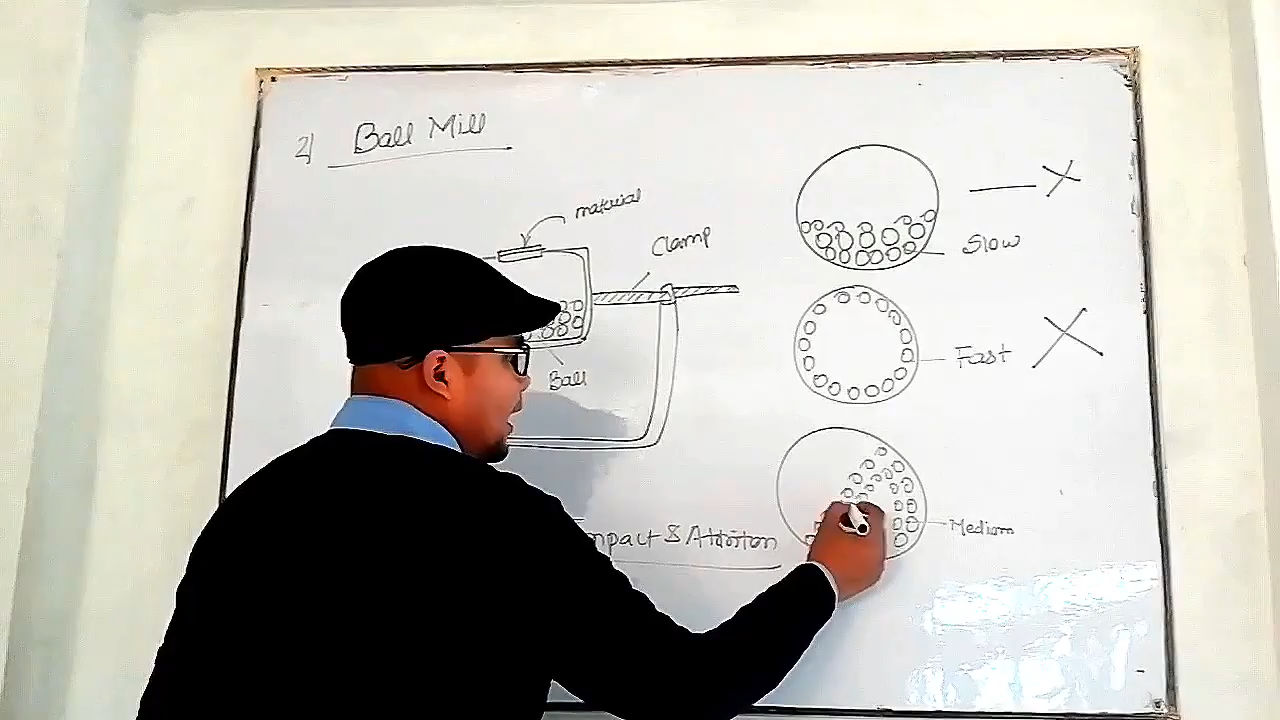 2) Ball Mill
material
Clamp
Ball
mpact & Attrition
— X
Slow
Fast X
Medium